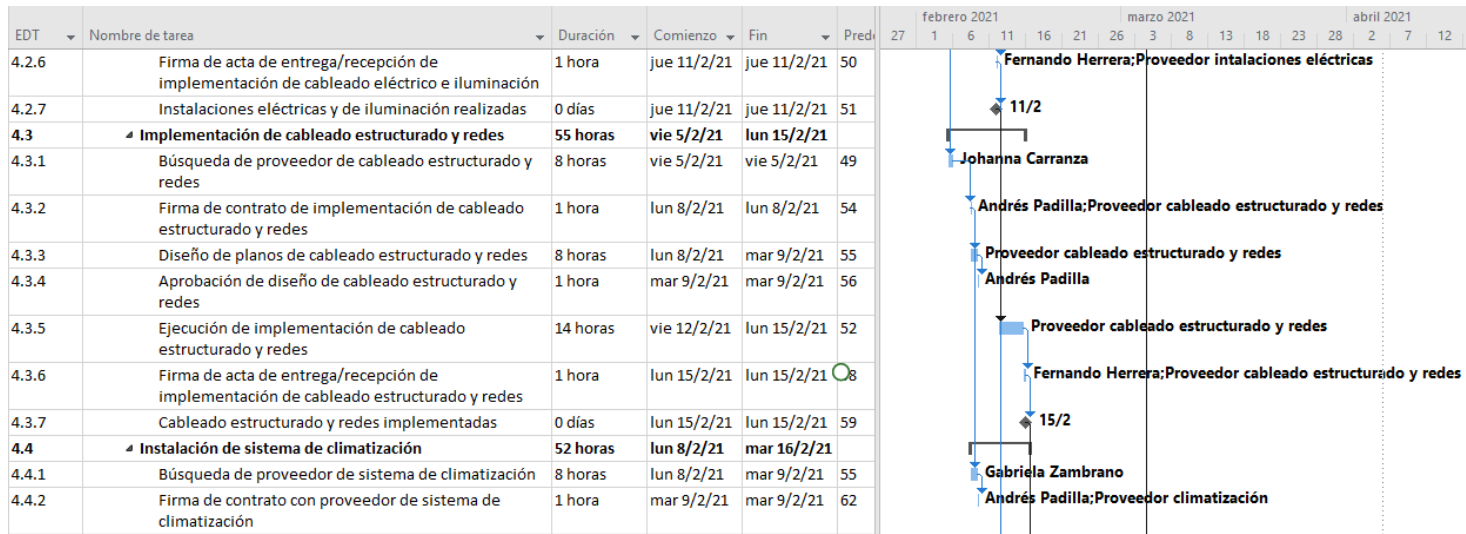 febrero 2021 marzo 2021 abril 2021
EDT Nombre de tarea Duración Comienzo Fin Prede 27 1 6 11 16 21 26 3 8 13 18 23 28 2 7 12
4.2.6 Firma de acta de entrega/recepción de 1 hora jue 11/2/21 jue 11/2/21 50 Fernando Herrera;Proveedor intalaciones eléctricas
implementación de cableado eléctrico e iluminación
4.2.7 Instalaciones eléctricas y de iluminación realizadas 0 días jue 11/2/21 jue 11/2/21 51 11/2
4.3 Implementación de cableado estructurado y redes 55 horas vie 5/2/21 lun 15/2/21
4.3.1 Búsqueda de proveedor de cableado estructurado y 8 horas vie 5/2/21 vie 5/2/21 49 Johanna Carranza
redes
4.3.2 Firma de contrato de implementación de cableado 1 hora lun 8/2/21 lun 8/2/21 54 Andrés Padilla;Proveedor cableado estructurado y redes
estructurado y redes
4.3.3 Diseño de planos de cableado estructurado y redes 8 horas lun 8/2/21 mar 9/2/21 55 Proveedor cableado estructurado y redes
4.3.4 Aprobación de diseño de cableado estructurado y 1 hora mar 9/2/21 mar 9/2/21 56 Andrés Padilla
redes
4.3.5 Ejecución de implementación de cableado 14 horas vie 12/2/21 lun 15/2/21 52 Proveedor cableado estructurado y redes
estructurado y redes
4.3.6 Firma de acta de entrega/recepción de 1 hora lun 15/2/21 lun 15/2/21 8 Fernando Herrera;Proveedor cableado estructurado y redes
implementación de cableado estructurado y redes
4.3.7 Cableado estructurado y redes implementadas 0 días lun 15/2/21 lun 15/2/21 59 15/2
4.4 Instalación de sistema de climatización 52 horas lun 8/2/21 mar 16/2/21
4.4.1 Búsqueda de proveedor de sistema de climatización 8 horas lun 8/2/21 mar 9/2/21 55 Gabriela Zambrano
4.4.2 Firma de contrato con proveedor de sistema de 1 hora mar 9/2/21 mar 9/2/21 62 Andrés Padilla;Proveedor climatización
climatización